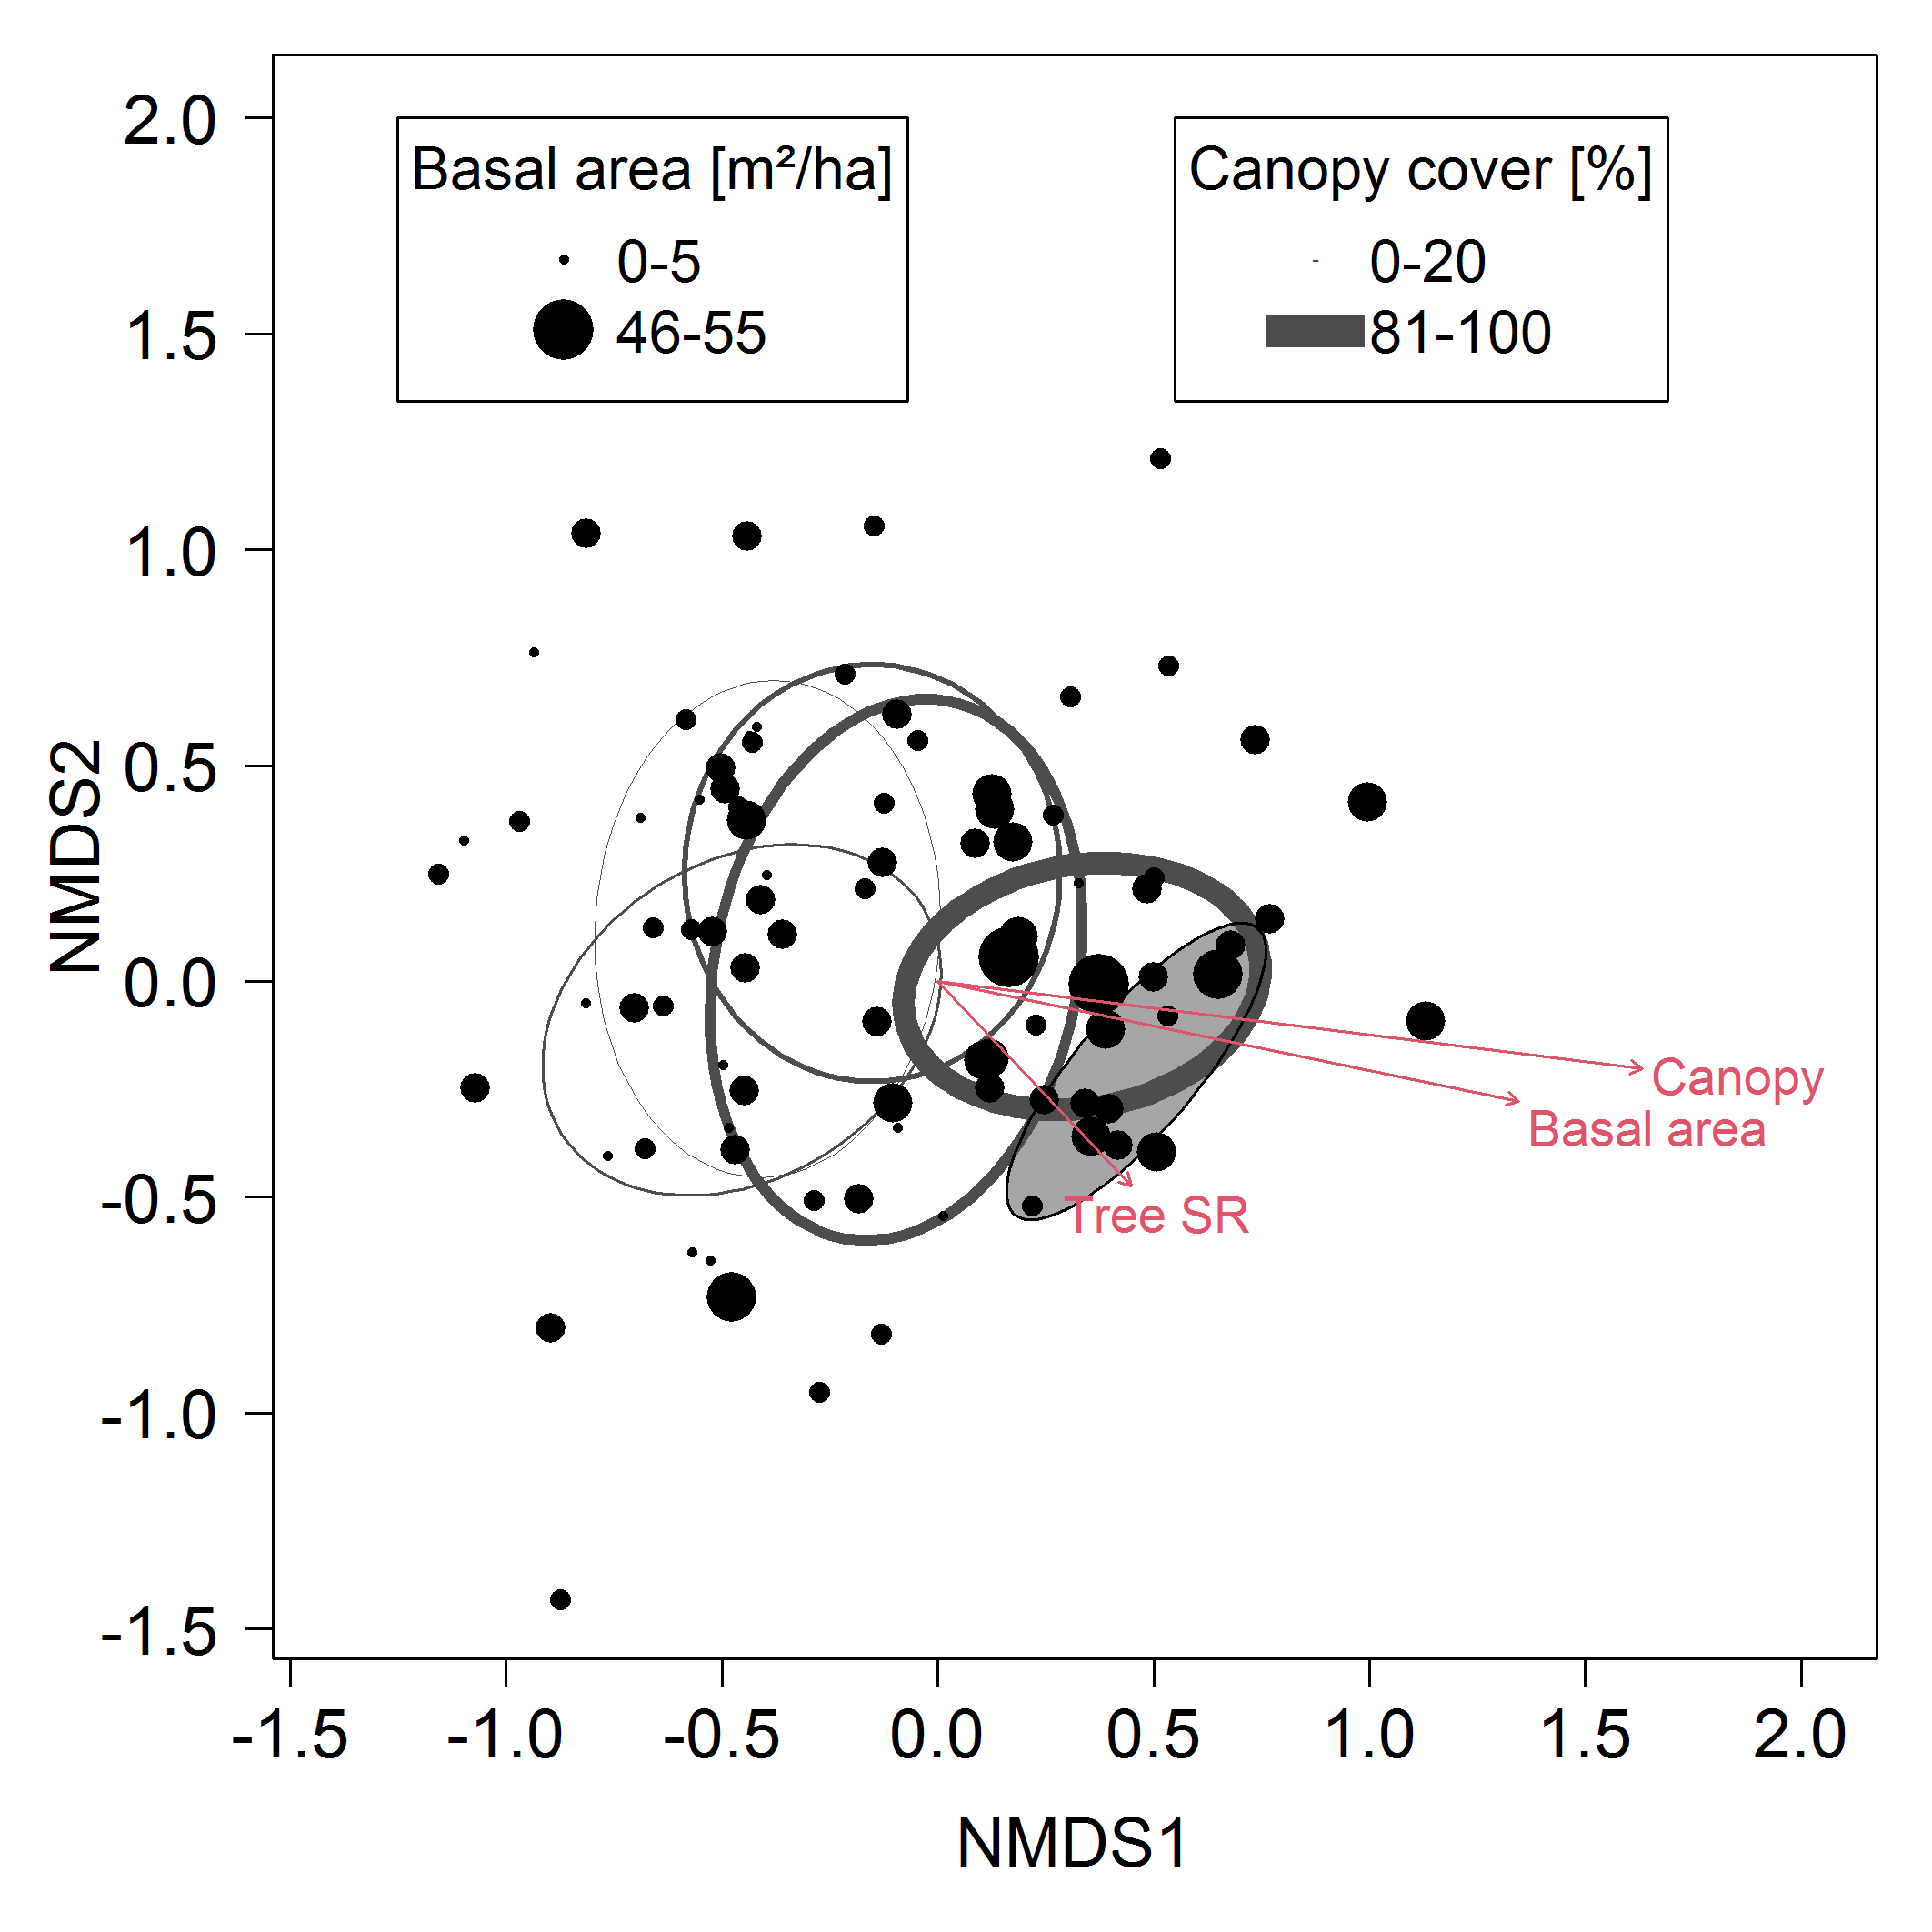 Basal area [m²/ha]
0-5
46-55
Canopy cover [%]
0-20
81-100
2.0
1.5
1.0
0.5
0.0
-0.5
-1.0
-1.5
NMDS2
Canopy
Basal area
Tree SR
-1.5 -1.0 -0.5 0.0 0.5 1.0 1.5 2.0
NMDS1